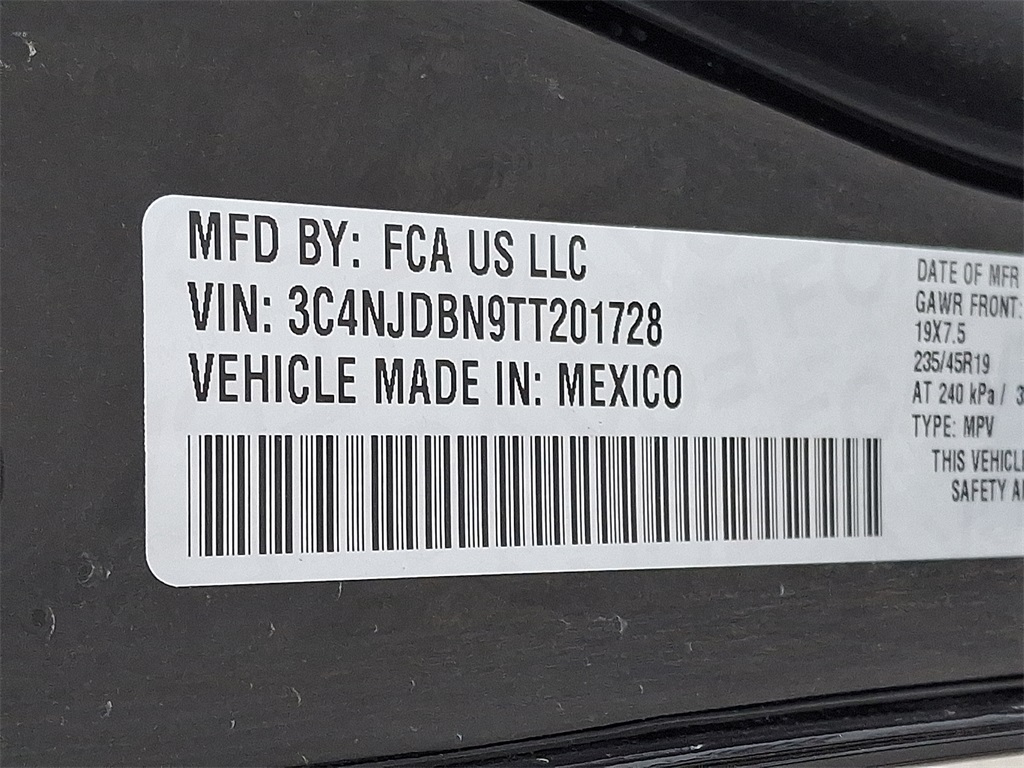 MFD BY: FCA US LLC
VIN: 3C4NJDBN9TT201728
VEHICLE MADE IN: MEXICO
DATE OF MFR
GAWR FRONT:
19X7.5
235/45R19
AT 240 kPa /
TYPE: MPV
THIS
SAFETY